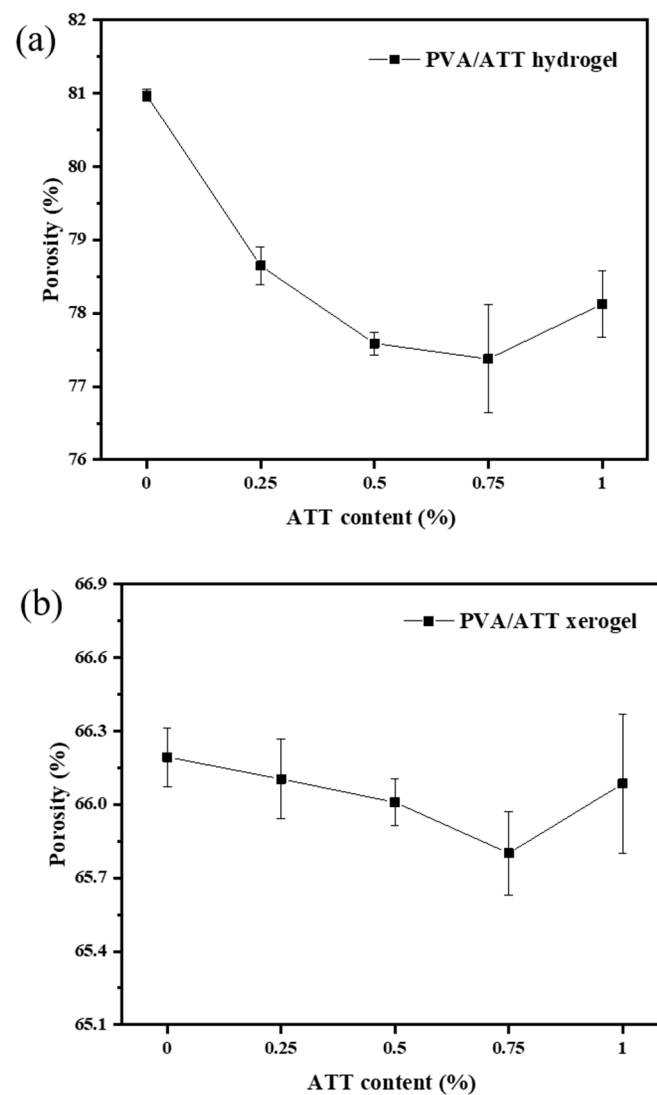 (a)
PVA/ATT hydrogel
Porosity (%)
82
81
80
79
78
77
76
0 0.25 0.5 0.75 1
ATT content (%)
(b)
PVA/ATT xerogel
Porosity (%)
66.9
66.6
66.3
66.0
65.7
65.4
65.1
0 0.25 0.5 0.75 1
ATT content (%)